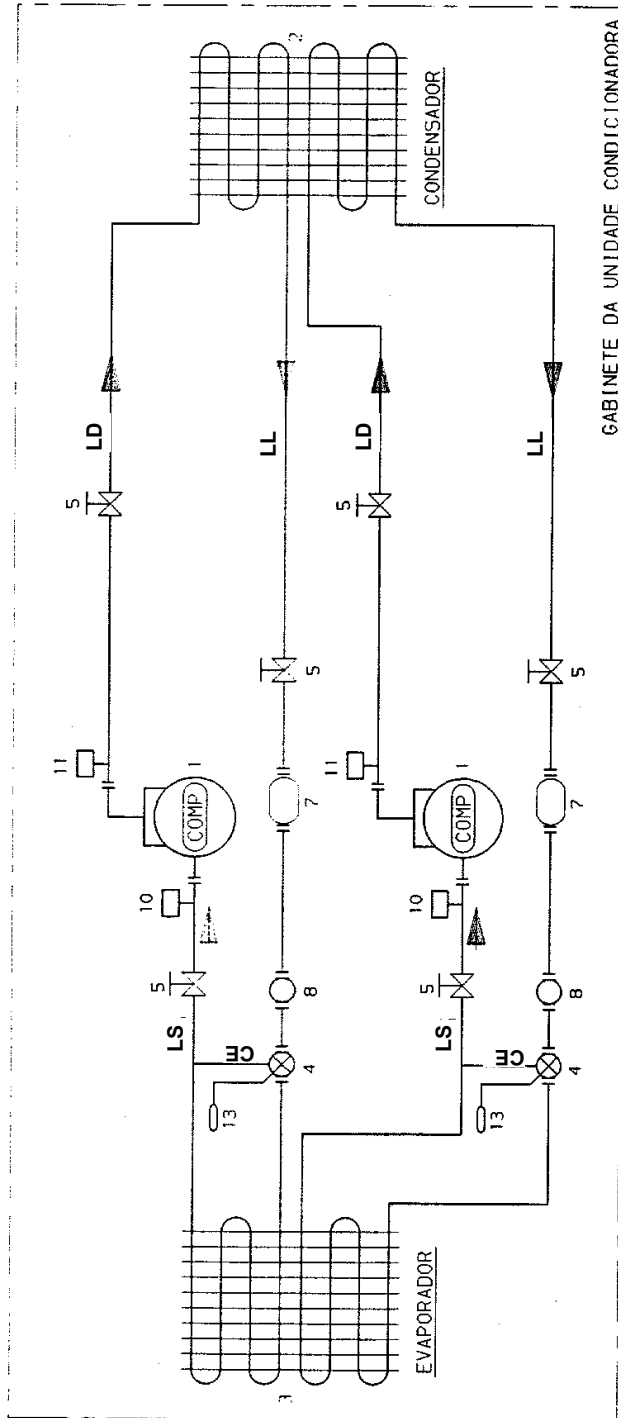 11
5
LD
10
5
1
LS
COMP
13
CE
LL
3
2
4
8
7
5
11
5
LD
10
5
EVAPORADOR
CONDENSADOR
LS
1
COMP
13
CE
LL
4
8
7
5
GABINETE DA UNIDADE CONDICIONADORA